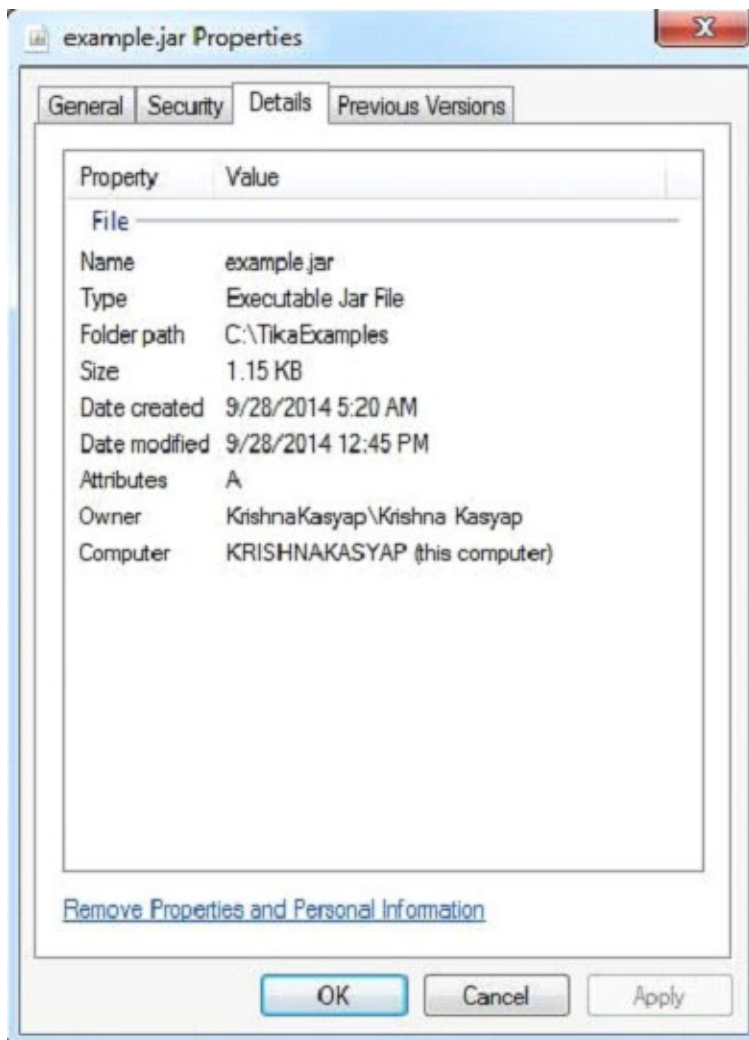 example.jar Properties
X
General Security Details Previous Versions
Property Value
File
Name example.jar
Type Executable Jar File
Folder path C:\TikaExamples
Size 1.15 KB
Date created 9/28/2014 5:20 AM
Date modified 9/28/2014 12:45 PM
Attributes A
Owner KrishnaKasyap\Krishna Kasyap
Computer KRISHNAKASYAP (this computer)
Remove Properties and Personal Information
OK Cancel Apply